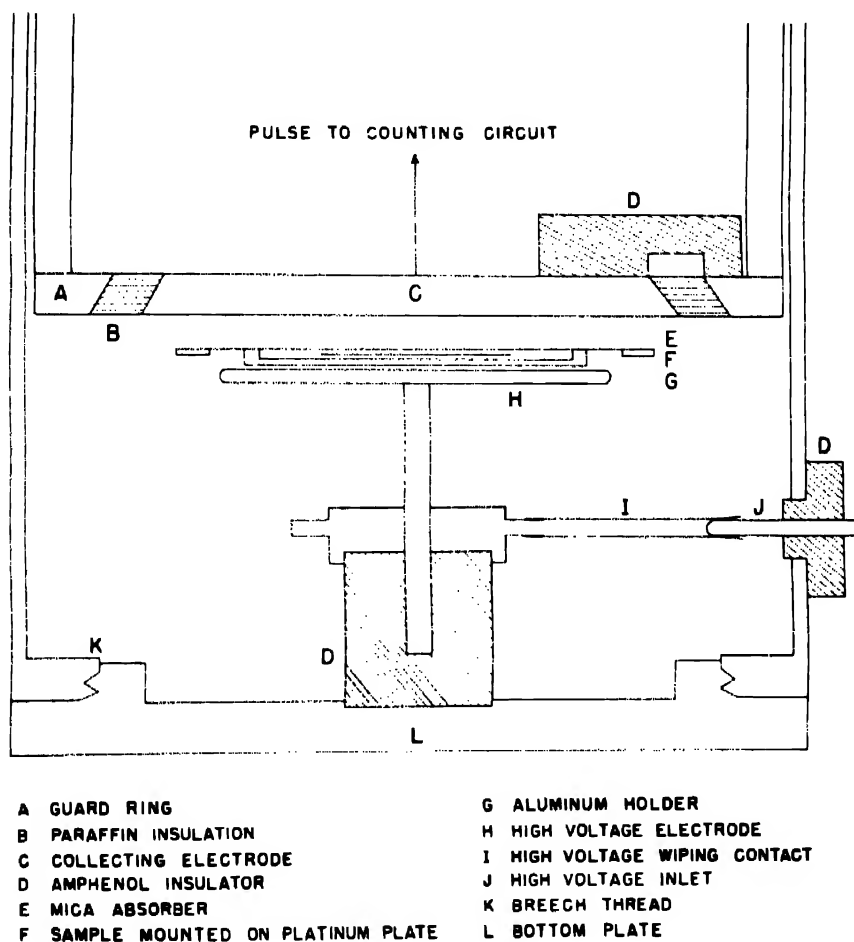 PULSE TO COUNTING CIRCUIT
D
A
C
B
E
F
G
H
D
I
J
K
D
L
A GUARD RING
B PARAFFIN INSULATION
C COLLECTING ELECTRODE
D AMPHENOL INSULATOR
E MICA ABSORBER
F SAMPLE MOUNTED ON PLATINUM PLATE
G ALUMINUM HOLDER
H HIGH VOLTAGE ELECTRODE
I HIGH VOLTAGE WIPING CONTACT
J HIGH VOLTAGE INLET
K BREECH THREAD
L BOTTOM PLATE